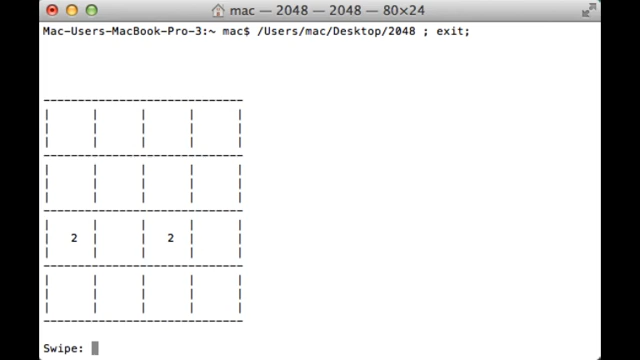 mac — 2048 — 2048 — 80×24
Mac-Users-MacBook-Pro-3:~ mac$ /Users/mac/Desktop/2048 ; exit;
2 2
Swipe: